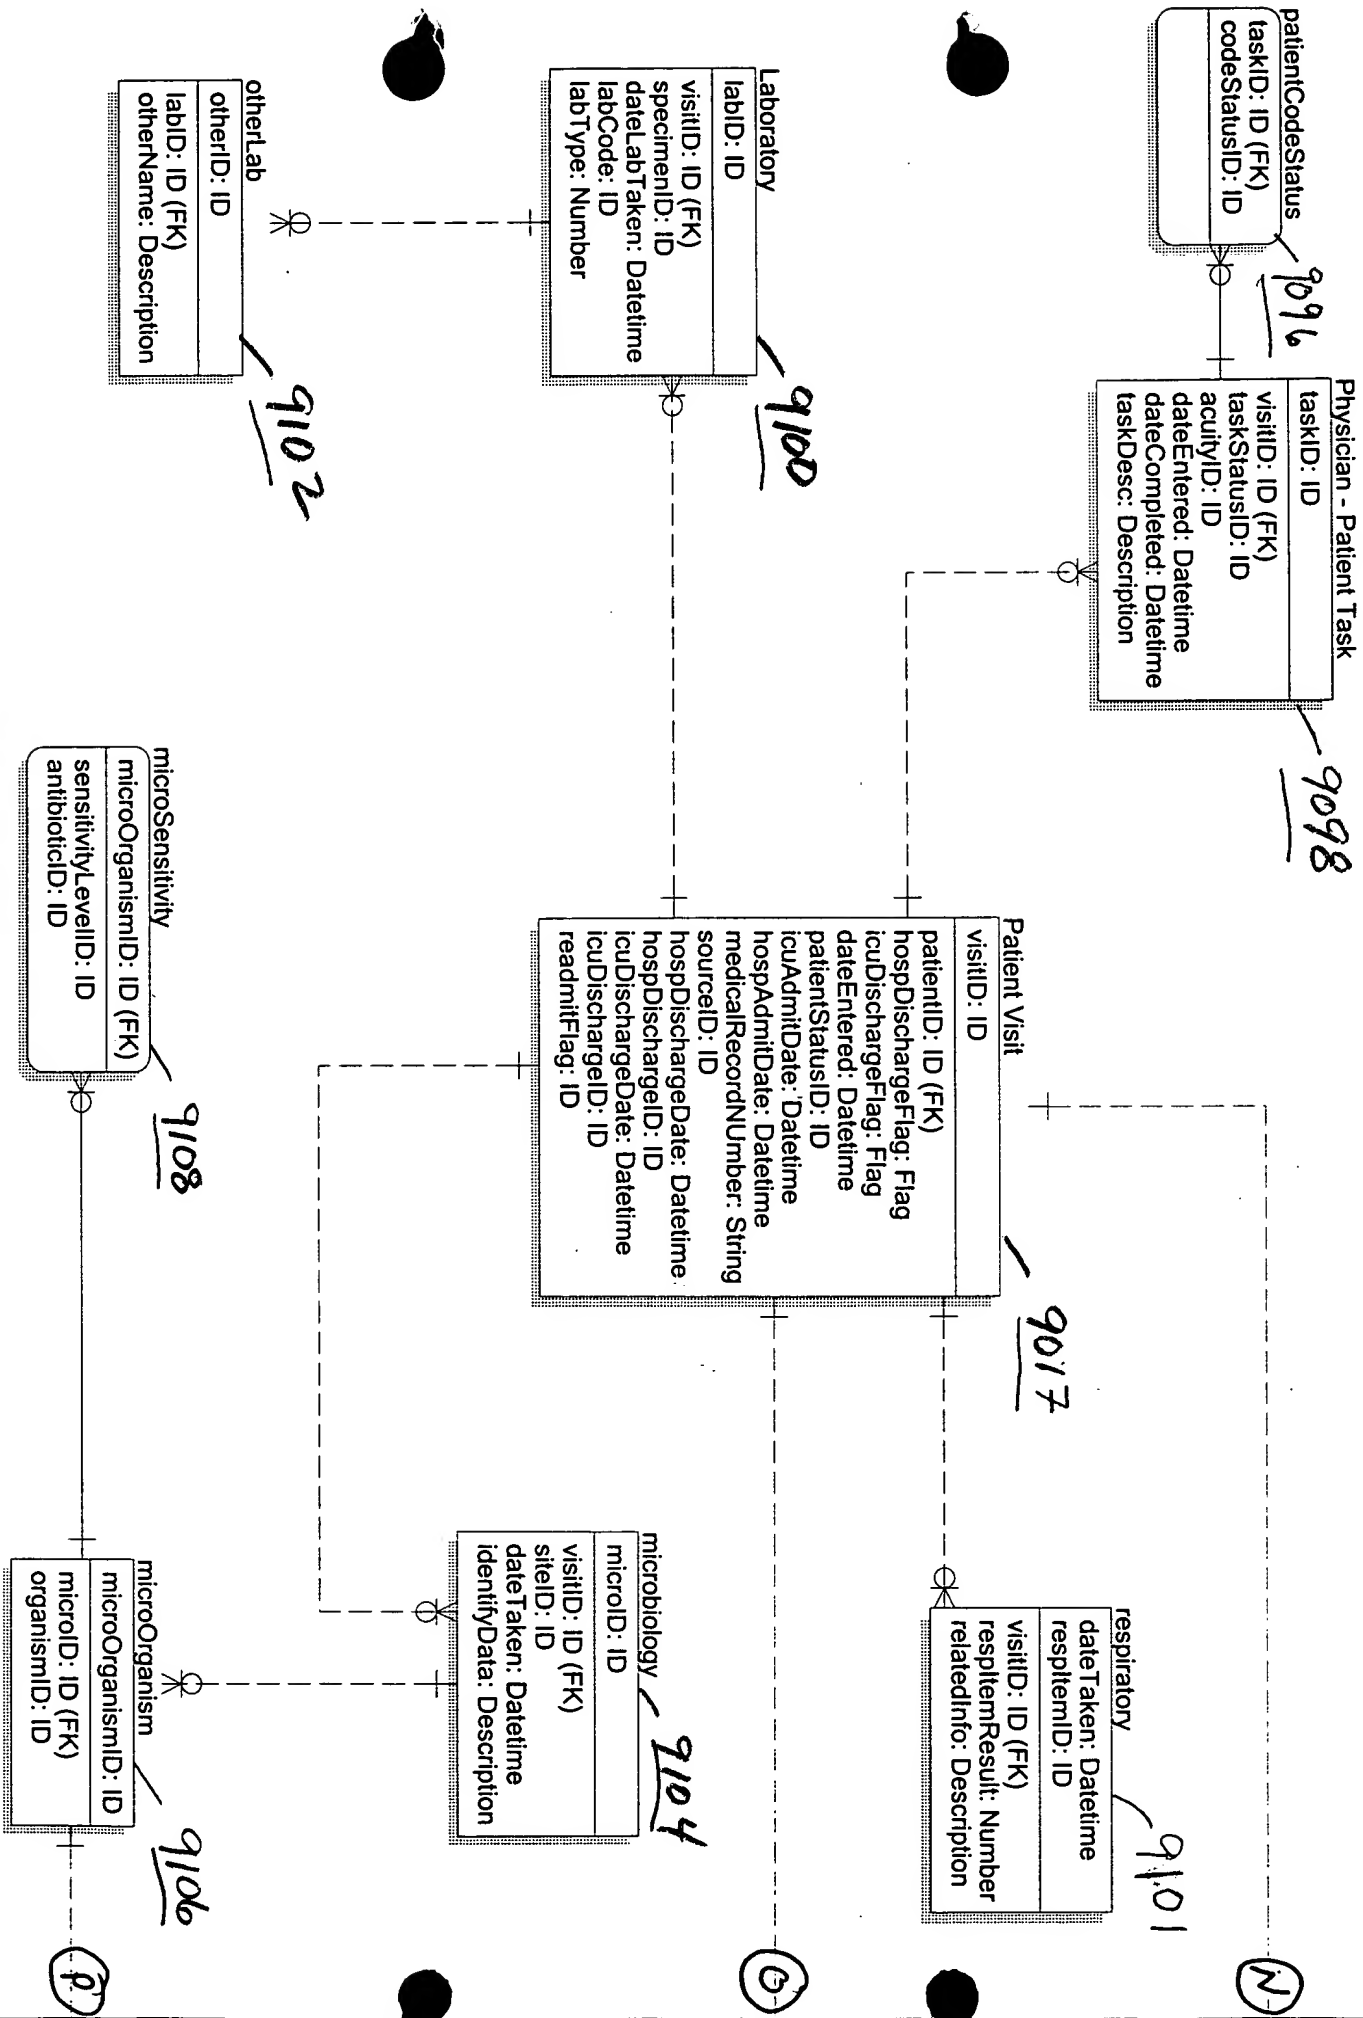 patientCodeStatus
taskID: ID (FK)
codeStatusID: ID
9096
Physician - Patient Task
taskID: ID
visitID: ID (FK)
taskStatusID: ID
acuityID: ID
dateEntered: Datetime
dateCompleted: Datetime
taskDesc: Description
9098
Laboratory
labID: ID
visitID: ID (FK)
specimenID: ID
dateLabTaken: Datetime
labCode: ID
labType: Number
9100
otherLab
otherID: ID
labID: ID (FK)
otherName: Description
9102
Patient Visit
visitID: ID
patientID: ID (FK)
hospDischargeFlag: Flag
icuDischargeFlag: Flag
dateEntered: Datetime
patientStatusID: ID
icuAdmitDate: Datetime
hospAdmitDate: Datetime
medicalRecordNUmber: String
sourceID: ID
hospDischargeDate: Datetime
hospDischargeID: ID
icuDischargeDate: Datetime
icuDischargeID: ID
readmitFlag: ID
9017
respiratory
dateTaken: Datetime
respItemID: ID
visitID: ID (FK)
respItemResult: Number
relatedInfo: Description
9101
microbiology
microID: ID
visitID: ID (FK)
siteID: ID
dateTaken: Datetime
identifyData: Description
9104
microSensitivity
microOrganismID: ID (FK)
sensitivityLevelID: ID
antibioticID: ID
9108
microOrganism
microOrganismID: ID
microID: ID (FK)
organismID: ID
9106
N
O
P